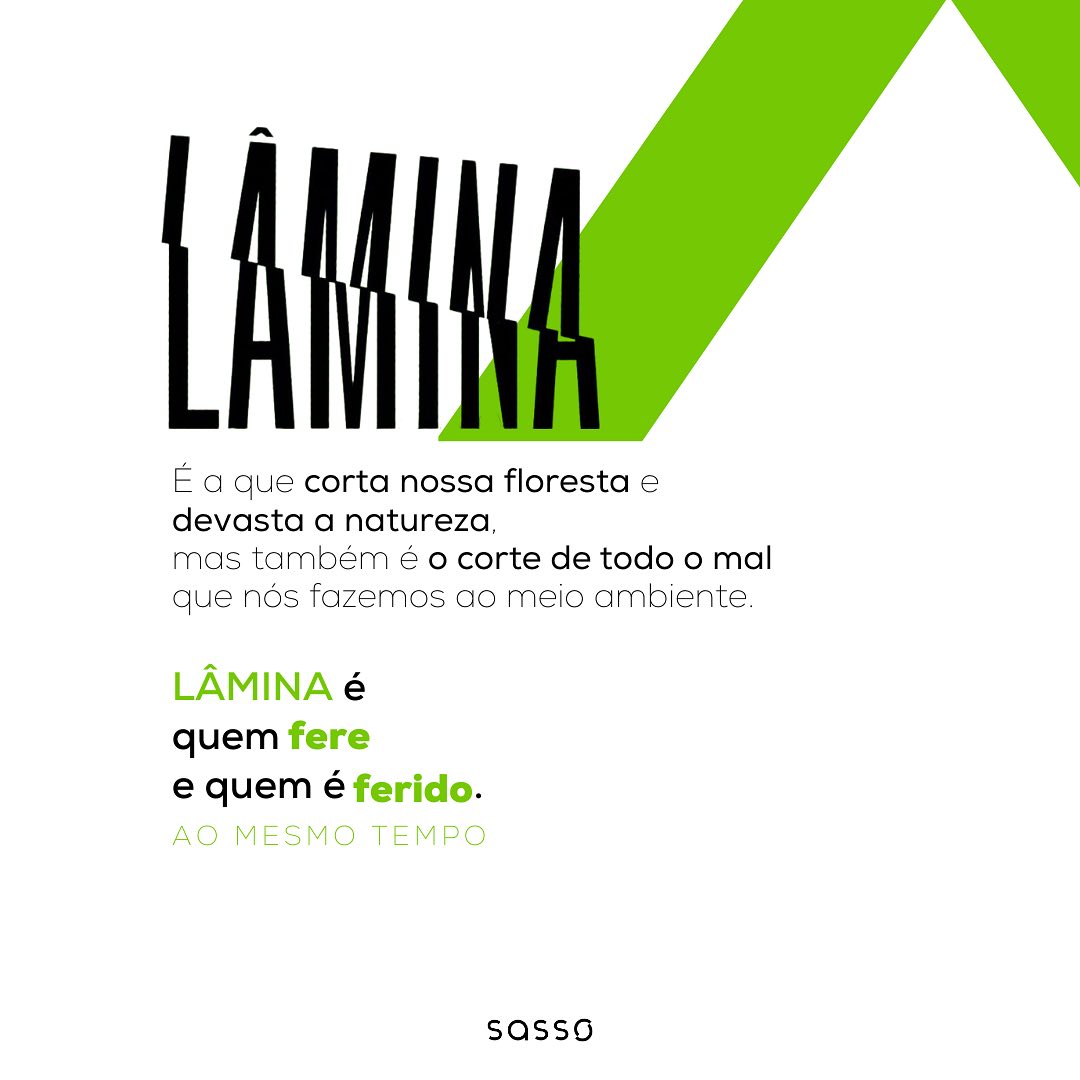 LÂMINA
É a que corta nossa floresta e
devasta a natureza,
mas também é o corte de todo o mal
que nós fazemos ao meio ambiente.
LÂMINA é
quem fere
e quem é ferido.
AO MESMO TEMPO
sasso